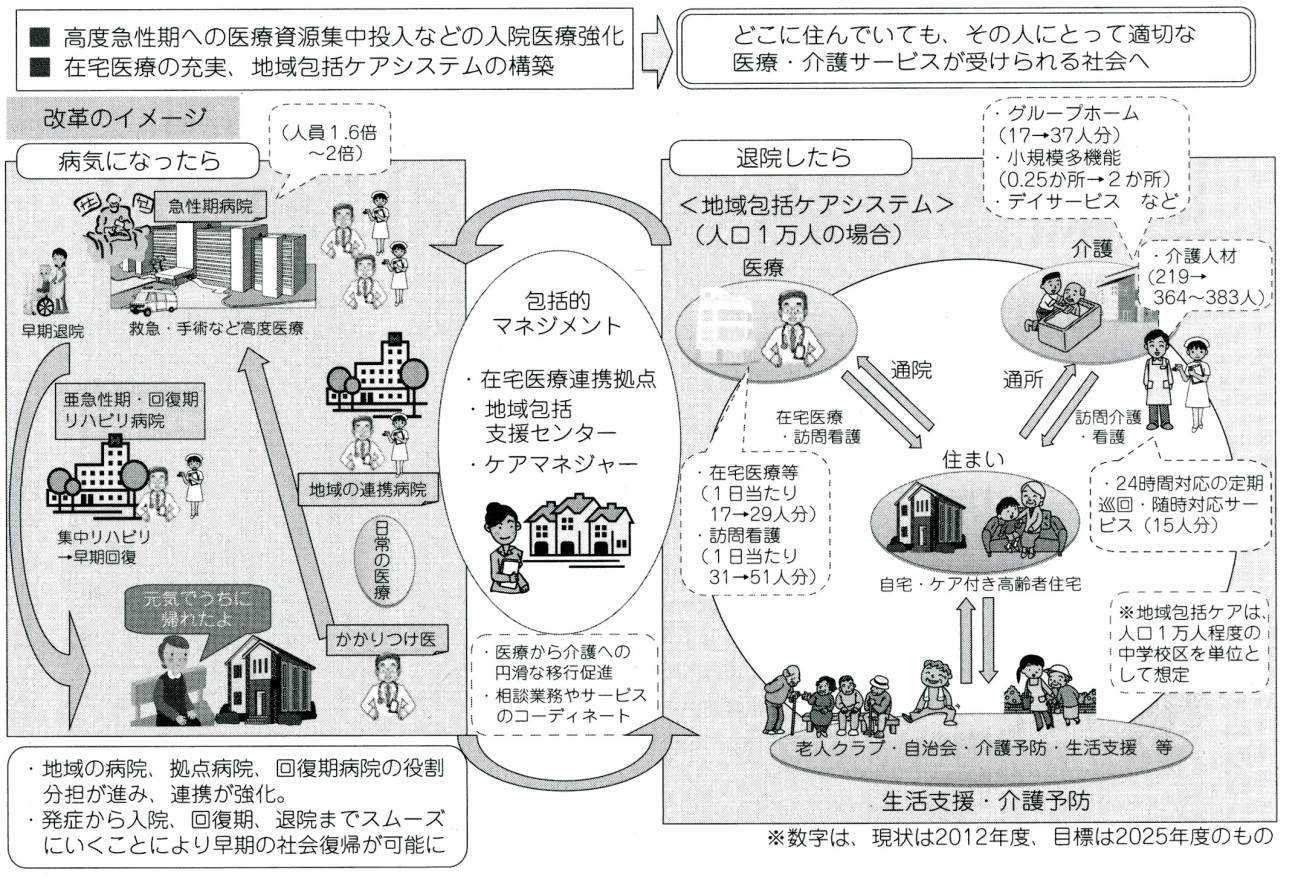 ■ 高度急性期への医療資源集中投入などの入院医療強化
■ 在宅医療の充実、地域包括ケアシステムの構築
どこに住んでいても、その人にとって適切な
医療・介護サービスが受けられる社会へ
改革のイメージ
病気になったら
（人員1.6倍
～2倍）
急性期病院
早期退院
救急・手術など高度医療
亜急性期・回復期
リハビリ病院
集中リハビリ
→早期回復
地域の連携病院
日常の医療
元気でうちに
帰れたよ
かかりつけ医
・地域の病院、拠点病院、回復期病院の役割
分担が進み、連携が強化。
・発症から入院、回復期、退院までスムーズ
にいくことにより早期の社会復帰が可能に
包括的
マネジメント
・在宅医療連携拠点
・地域包括
支援センター
・ケアマネジャー
・医療から介護への
円滑な移行促進
・相談業務やサービス
のコーディネート
退院したら
＜地域包括ケアシステム＞
（人口1万人の場合）
・グループホーム
（17→37人分）
・小規模多機能
（0.25か所→2か所）
・デイサービス　など
医療
介護
・介護人材
（219→
364～383人）
通院
在宅医療
・訪問看護
通所
訪問介護
・看護
・在宅医療等
（1日当たり
17→29人分）
・訪問看護
（1日当たり
31→51人分）
住まい
自宅・ケア付き高齢者住宅
・24時間対応の定期
巡回・随時対応サー
ビス（15人分）
※地域包括ケアは、
人口1万人程度の
中学校区を単位と
して想定
老人クラブ・自治会・介護予防・生活支援 等
生活支援・介護予防
※数字は、現状は2012年度、目標は2025年度のもの